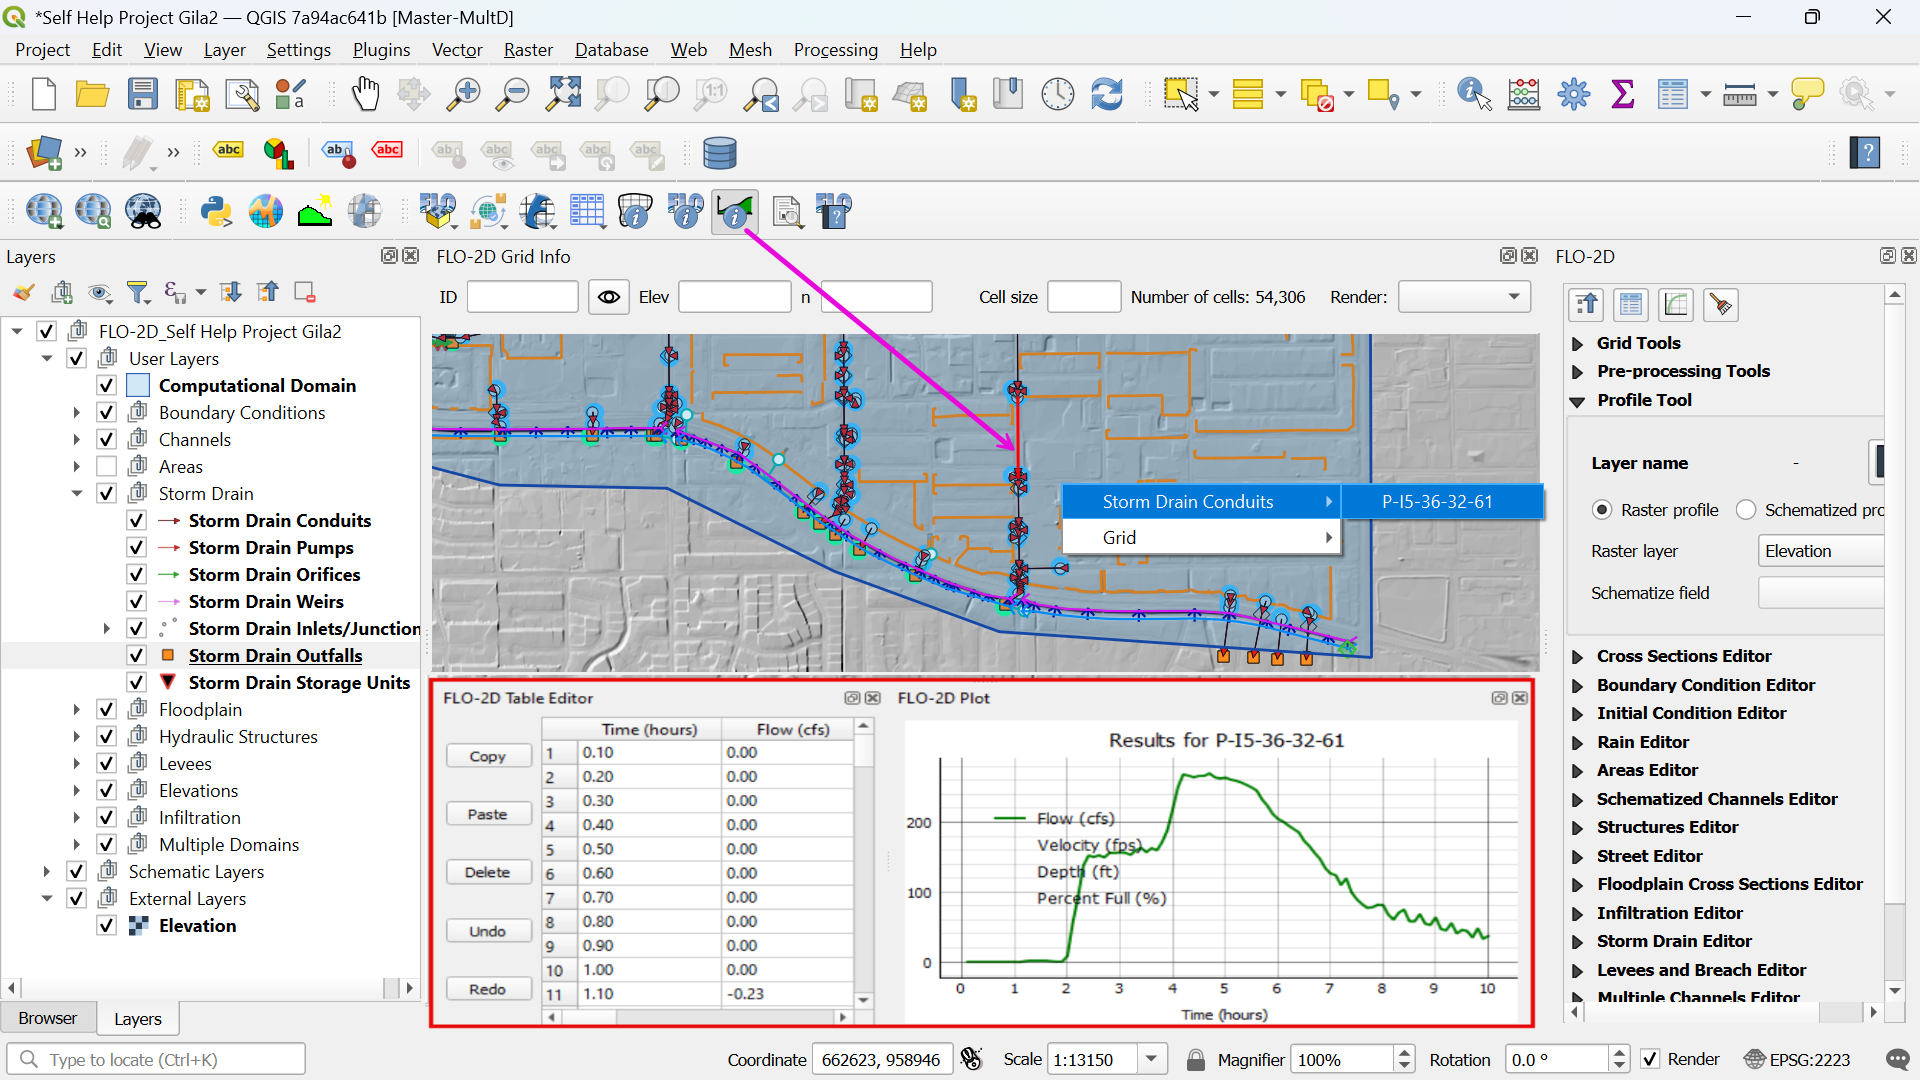 *Self Help Project Gila2 — QGIS 7a94ac641b [Master-MultD]
Project Edit View Layer Settings Plugins Vector Raster Database Web Mesh Processing Help
1:1
a
abc ab abc ab abc abc abc abc
Layers
FLO-2D Grid Info
ID Elev n Cell size Number of cells: 54,306 Render:
FLO-2D
FLO-2D_Self Help Project Gila2
User Layers
Computational Domain
Boundary Conditions
Channels
Areas
Storm Drain
Storm Drain Conduits
Storm Drain Pumps
Storm Drain Orifices
Storm Drain Weirs
Storm Drain Inlets/Junction
Storm Drain Outfalls
Storm Drain Storage Units
Floodplain
Hydraulic Structures
Levees
Elevations
Infiltration
Multiple Domains
Schematic Layers
External Layers
Elevation
Browser Layers
Storm Drain Conduits P-I5-36-32-61
Grid
FLO-2D Table Editor
Copy
Paste
Delete
Undo
Redo
Time (hours) Flow (cfs)
1 0.10 0.00
2 0.20 0.00
3 0.30 0.00
4 0.40 0.00
5 0.50 0.00
6 0.60 0.00
7 0.70 0.00
8 0.80 0.00
9 0.90 0.00
10 1.00 0.00
11 1.10 -0.23
FLO-2D Plot
Results for P-I5-36-32-61
Flow (cfs)
Velocity (fps)
Depth (ft)
Percent Full (%)
200
100
0
0 1 2 3 4 5 6 7 8 9 10
Time (hours)
Grid Tools
Pre-processing Tools
Profile Tool
Layer name -
Raster profile Schematized pro
Raster layer Elevation
Schematize field
Cross Sections Editor
Boundary Condition Editor
Initial Condition Editor
Rain Editor
Areas Editor
Schematized Channels Editor
Structures Editor
Street Editor
Floodplain Cross Sections Editor
Infiltration Editor
Storm Drain Editor
Levees and Breach Editor
Multiple Channels Editor
Type to locate (Ctrl+K) Coordinate 662623, 958946 Scale 1:13150 Magnifier 100% Rotation 0.0 ° Render EPSG:2223